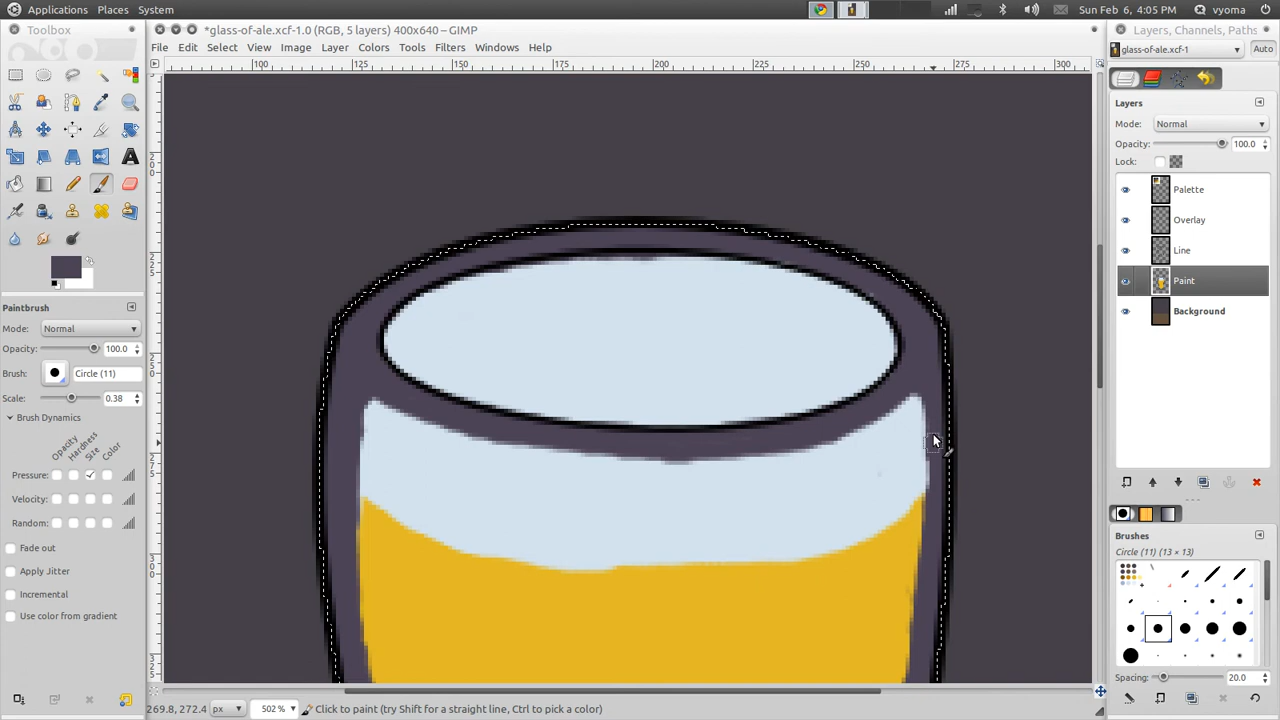 Applications Places System
Sun Feb 6, 4:05 PM vyoma
Toolbox
*glass-of-ale.xcf-1.0 (RGB, 5 layers) 400x640 – GIMP
Layers, Channels, Paths
File Edit Select View Image Layer Colors Tools Filters Windows Help
glass-of-ale.xcf-1
Auto
100 125 150 175 200 225 250 275 300
Layers
Mode: Normal
Opacity: 100.0
Lock:
Palette
Overlay
Line
Paint
Background
Paintbrush
Mode: Normal
Opacity: 100.0
Brush: Circle (11)
Scale: 0.38
Brush Dynamics
Opacity
Hardness
Size
Color
Pressure:
Velocity:
Random:
Fade out
Apply Jitter
Incremental
Use color from gradient
200
225
250
275
300
325
Brushes
Circle (11) (13 × 13)
Spacing: 20.0
269.8, 272.4 px 502 % Click to paint (try Shift for a straight line, Ctrl to pick a color)